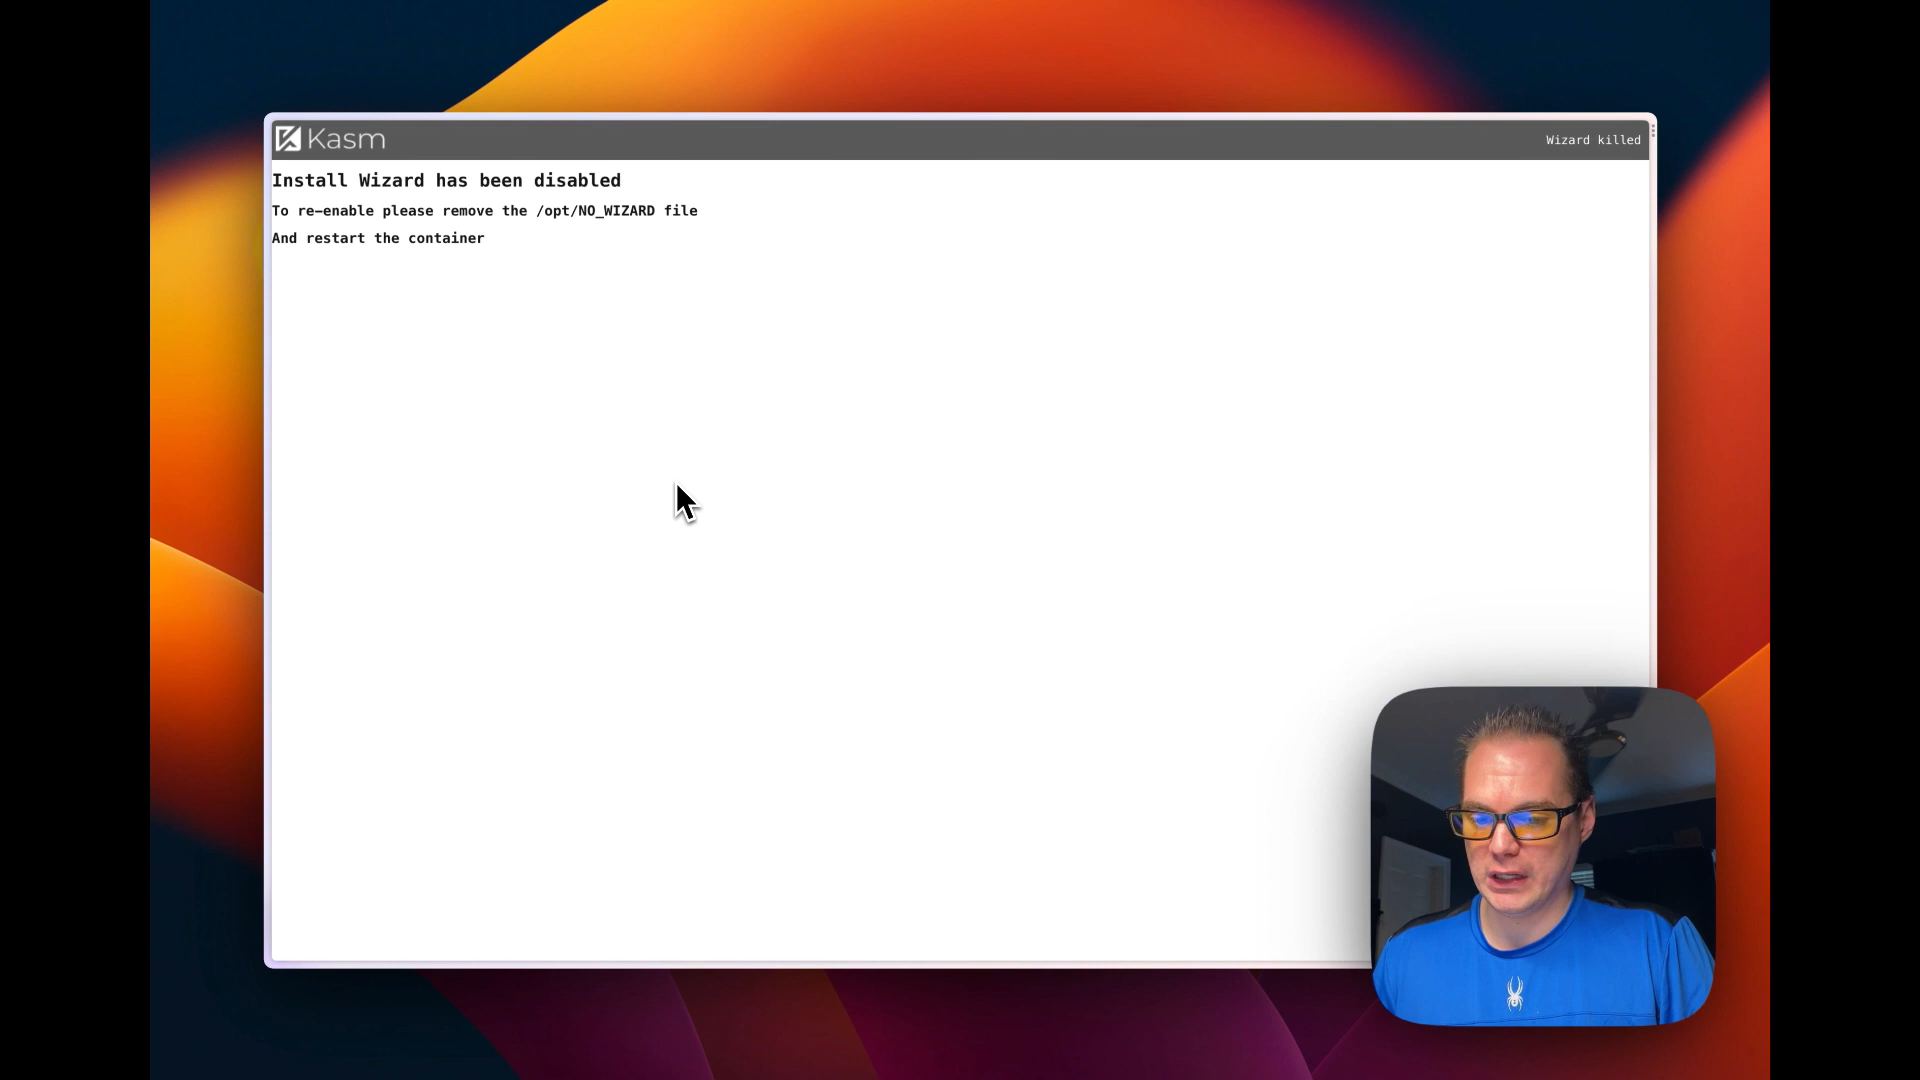 Kasm
Wizard killed
Install Wizard has been disabled
To re-enable please remove the /opt/NO_WIZARD file
And restart the container